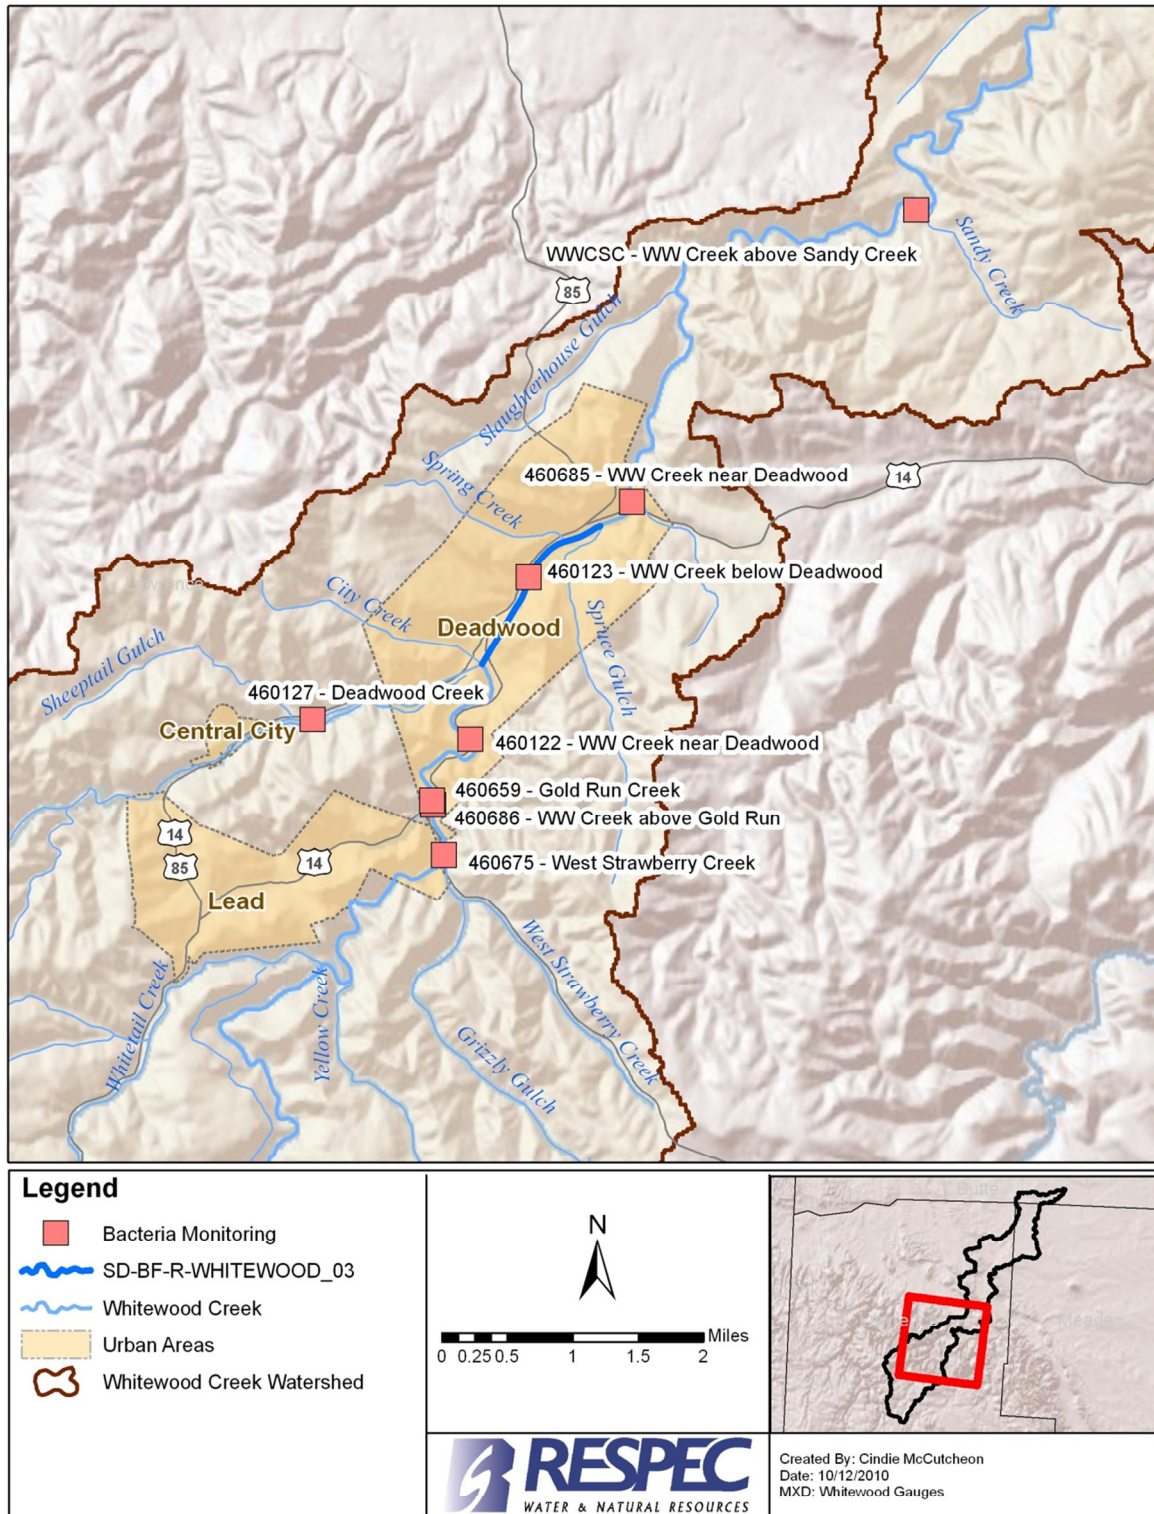 WWCSC - WW Creek above Sandy Creek
Sandy Creek
85
Slaughterhouse Gulch
Spring Creek
460685 - WW Creek near Deadwood
14
460123 - WW Creek below Deadwood
Lawrence
City Creek
Deadwood
Spruce Gulch
Sheeptail Gulch
460127 - Deadwood Creek
Central City
460122 - WW Creek near Deadwood
460659 - Gold Run Creek
460686 - WW Creek above Gold Run
14
85
14
460675 - West Strawberry Creek
Lead
West Strawberry Creek
Whitetail Creek
Yellow Creek
Grizzly Gulch
Legend
Bacteria Monitoring
SD-BF-R-WHITEWOOD_03
Whitewood Creek
Urban Areas
Whitewood Creek Watershed
N
Miles
0 0.25 0.5 1 1.5 2
Butte
Meade
RESPEC
WATER & NATURAL RESOURCES
Created By: Cindie McCutcheon
Date: 10/12/2010
MXD: Whitewood Gauges